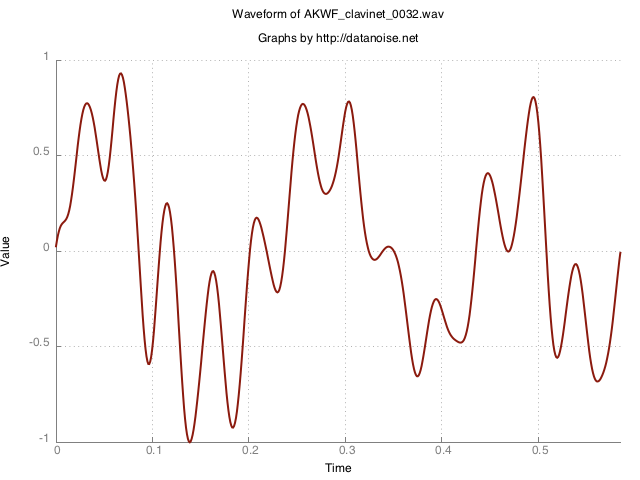 Waveform of AKWF_clavinet_0032.wav
Graphs by http://datanoise.net
1
0.5
0
-0.5
-1
Value
0 0.1 0.2 0.3 0.4 0.5
Time